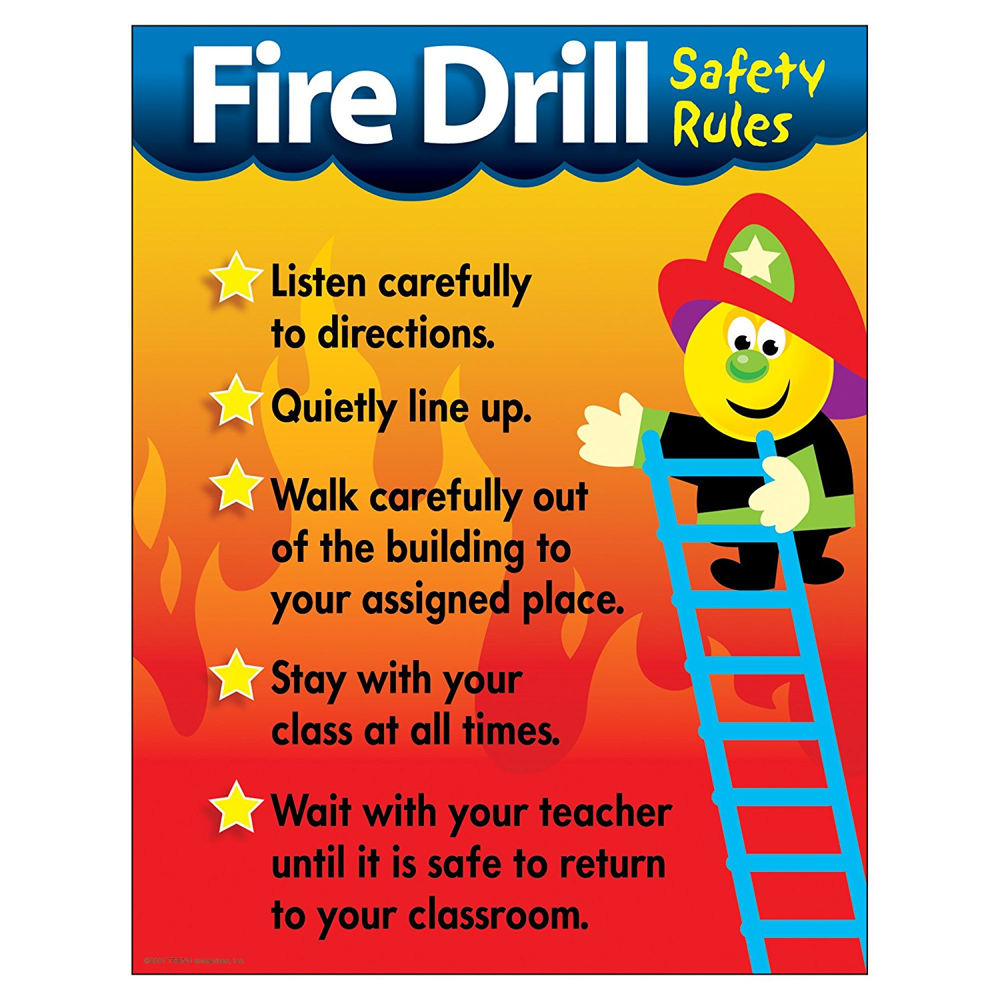 Fire Drill Safety
Rules
Listen carefully
to directions.
Quietly line up.
Walk carefully out
of the building to
your assigned place.
Stay with your
class at all times.
Wait with your teacher
until it is safe to return
to your classroom.
©2001 TREND enterprises, Inc.